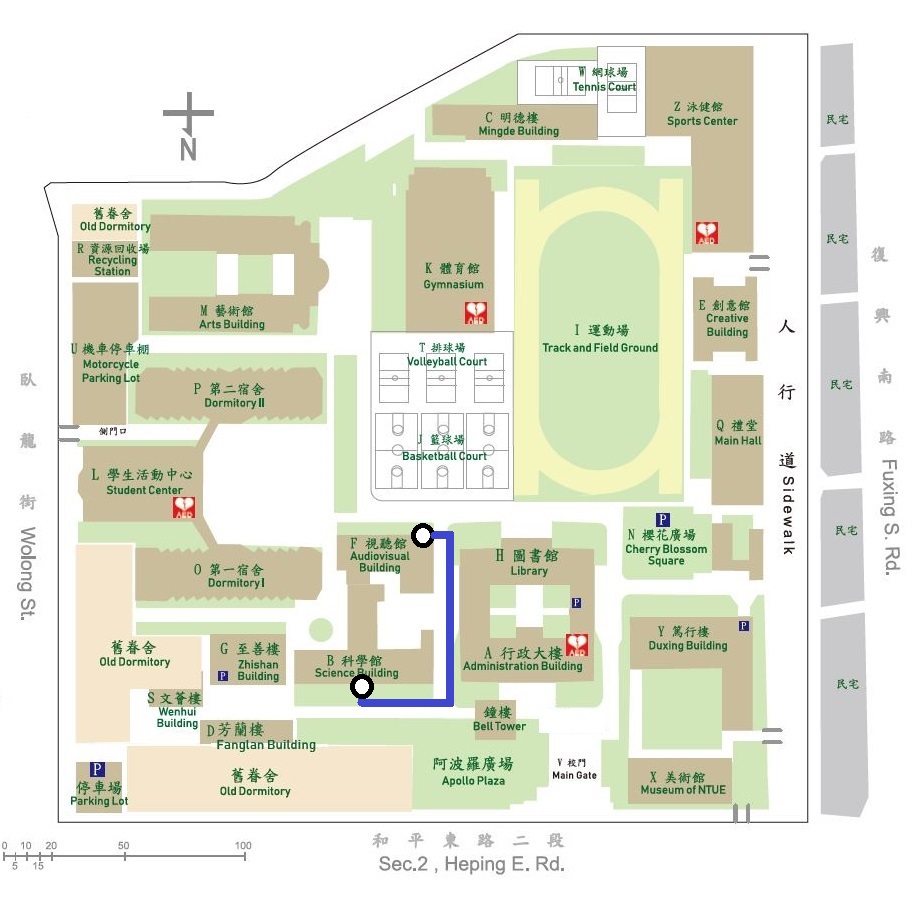 W 網球場
Tennis Court
C 明德樓
Mingde Building
Z 泳健館
Sports Center
民宅
N
舊眷舍
Old Dormitory
R 資源回收場
Recycling
Station
K 體育館
Gymnasium
AED
AED
民宅
復
興
南
路
Fuxing S. Rd.
M 藝術館
Arts Building
E 創意館
Creative
Building
人
行
道
Sidewalk
I 運動場
Track and Field Ground
U 機車停車棚
Motorcycle
Parking Lot
T 排球場
Volleyball Court
P 第二宿舍
Dormitory II
臥
龍
街
Wolong St.
民宅
側門口
J 籃球場
Basketball Court
Q 禮堂
Main Hall
L 學生活動中心
Student Center
AED
P
N 櫻花廣場
Cherry Blossom
Square
民宅
F 視聽館
Audiovisual
Building
H 圖書館
Library
O 第一宿舍
Dormitory I
P
舊眷舍
Old Dormitory
G 至善樓
Zhishan
Building
P
B 科學館
Science Building
A 行政大樓
Administration Building
AED
Y 篤行樓
Duxing Building
P
民宅
S 文薈樓
Wenhui
Building
鐘樓
Bell Tower
D 芳蘭樓
Fanglan Building
阿波羅廣場
Apollo Plaza
V 校門
Main Gate
P
停車場
Parking Lot
舊眷舍
Old Dormitory
X 美術館
Museum of NTUE
和平東路二段
Sec.2 , Heping E. Rd.
0 10 20 50 100
5 15